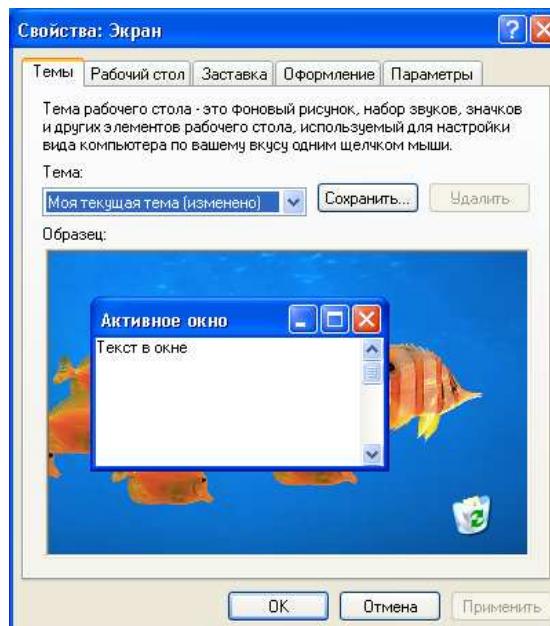 Свойства: Экран
Темы Рабочий стол Заставка Оформление Параметры
Тема рабочего стола - это фоновый рисунок, набор звуков, значков
и других элементов рабочего стола, используемый для настройки
вида компьютера по вашему вкусу одним щелчком мыши.
Тема:
Моя текущая тема (изменено) Сохранить... Удалить
Образец:
Активное окно
Текст в окне
OK Отмена Применить